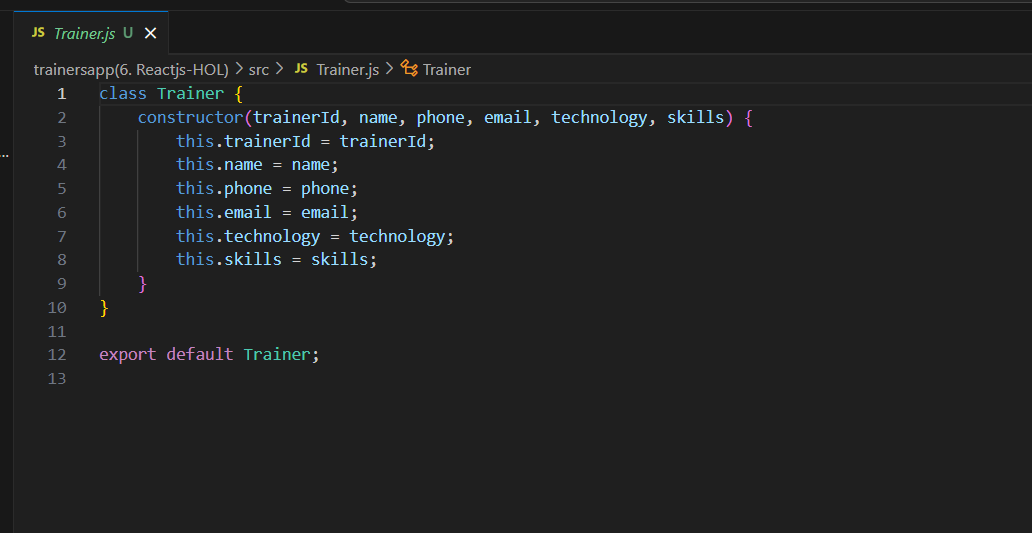 JS Trainer.js U ×
trainersapp(6. Reactjs-HOL) > src > JS Trainer.js > Trainer
1 class Trainer {
2     constructor(trainerId, name, phone, email, technology, skills) {
3         this.trainerId = trainerId;
4         this.name = name;
5         this.phone = phone;
6         this.email = email;
7         this.technology = technology;
8         this.skills = skills;
9     }
10 }
11
12 export default Trainer;
13